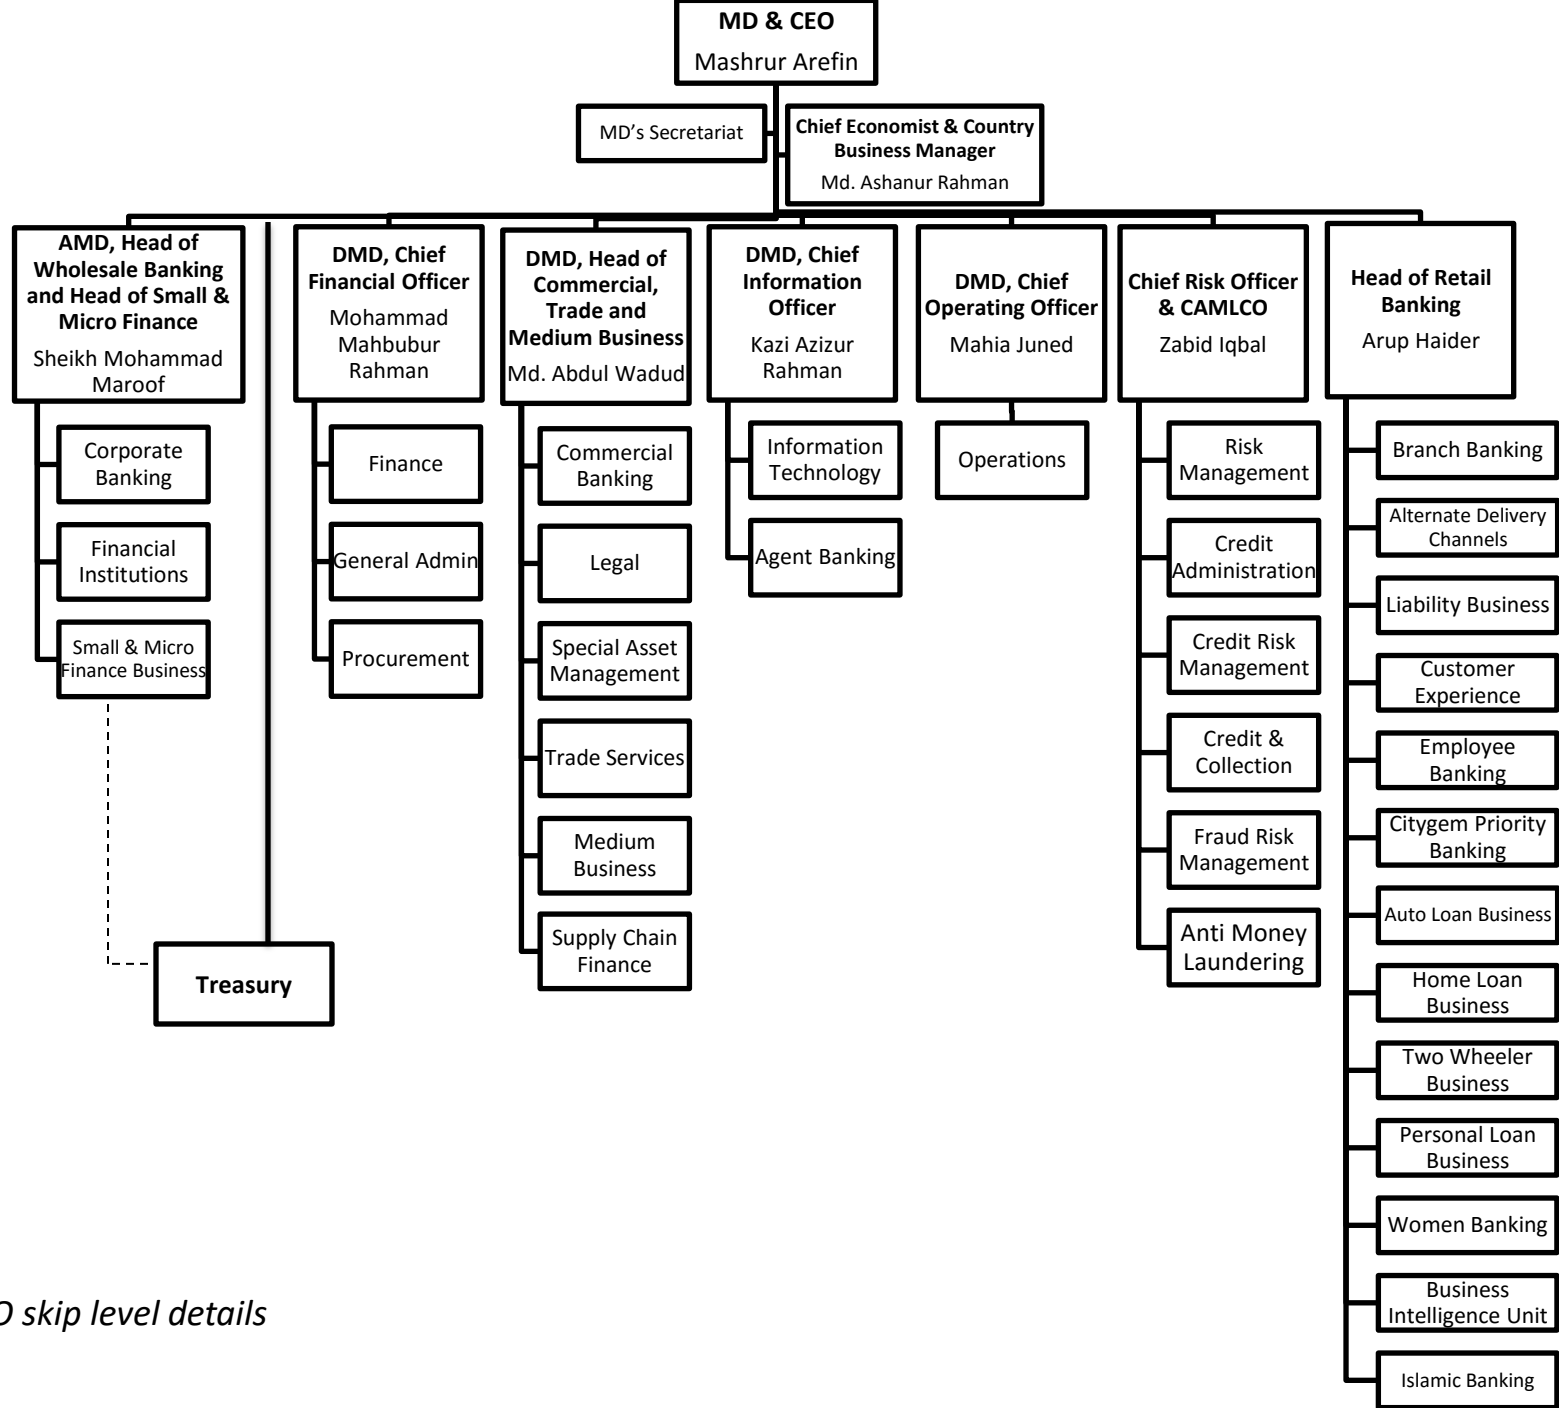 MD & CEO
Mashrur Arefin
MD's Secretariat
Chief Economist & Country
Business Manager
Md. Ashanur Rahman
AMD, Head of
Wholesale Banking
and Head of Small &
Micro Finance
Sheikh Mohammad
Maroof
Corporate
Banking
Financial
Institutions
Small & Micro
Finance Business
Treasury
DMD, Chief
Financial Officer
Mohammad
Mahbubur
Rahman
Finance
General Admin
Procurement
DMD, Head of
Commercial,
Trade and
Medium Business
Md. Abdul Wadud
Commercial
Banking
Legal
Special Asset
Management
Trade Services
Medium
Business
Supply Chain
Finance
DMD, Chief
Information
Officer
Kazi Azizur
Rahman
Information
Technology
Agent Banking
DMD, Chief
Operating Officer
Mahia Juned
Operations
Chief Risk Officer
& CAMLCO
Zabid Iqbal
Risk
Management
Credit
Administration
Credit Risk
Management
Credit &
Collection
Fraud Risk
Management
Anti Money
Laundering
Head of Retail
Banking
Arup Haider
Branch Banking
Alternate Delivery
Channels
Liability Business
Customer
Experience
Employee
Banking
Citygem Priority
Banking
Auto Loan Business
Home Loan
Business
Two Wheeler
Business
Personal Loan
Business
Women Banking
Business
Intelligence Unit
Islamic Banking
skip level details